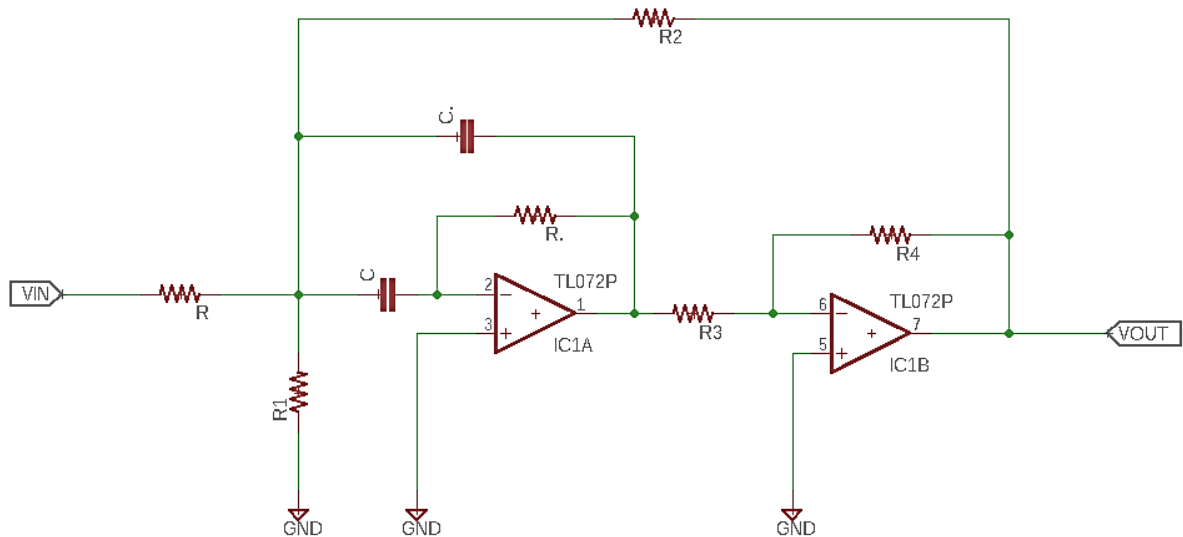 R2
C.
R.
R4
C
TL072P
TL072P
VIN
2
1
6
R
R3
7
VOUT
3
IC1A
5
IC1B
R1
GND
GND
GND